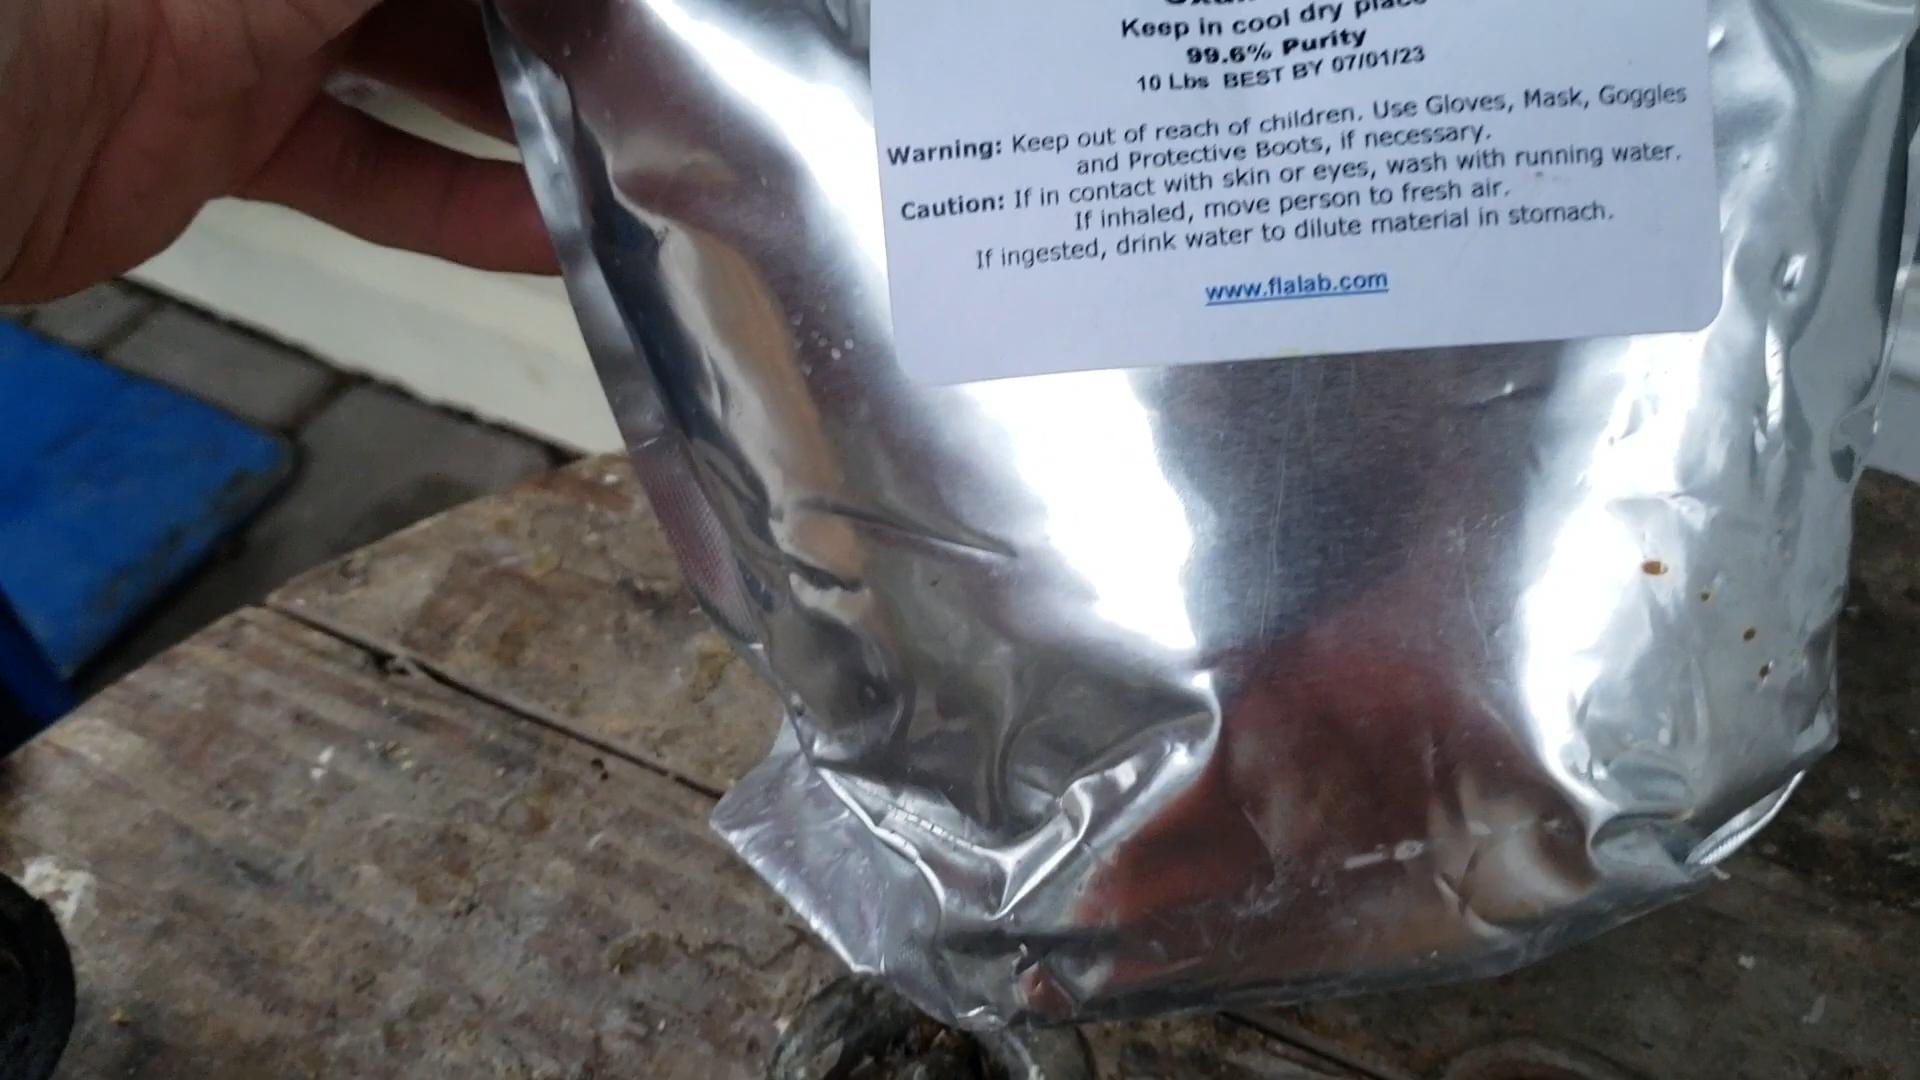 Keep in cool dry place
99.6% Purity
10 Lbs BEST BY 07/01/23
Warning: Keep out of reach of children. Use Gloves, Mask, Goggles
and Protective Boots, if necessary.
Caution: If in contact with skin or eyes, wash with running water.
If inhaled, move person to fresh air.
If ingested, drink water to dilute material in stomach.
www.flalab.com